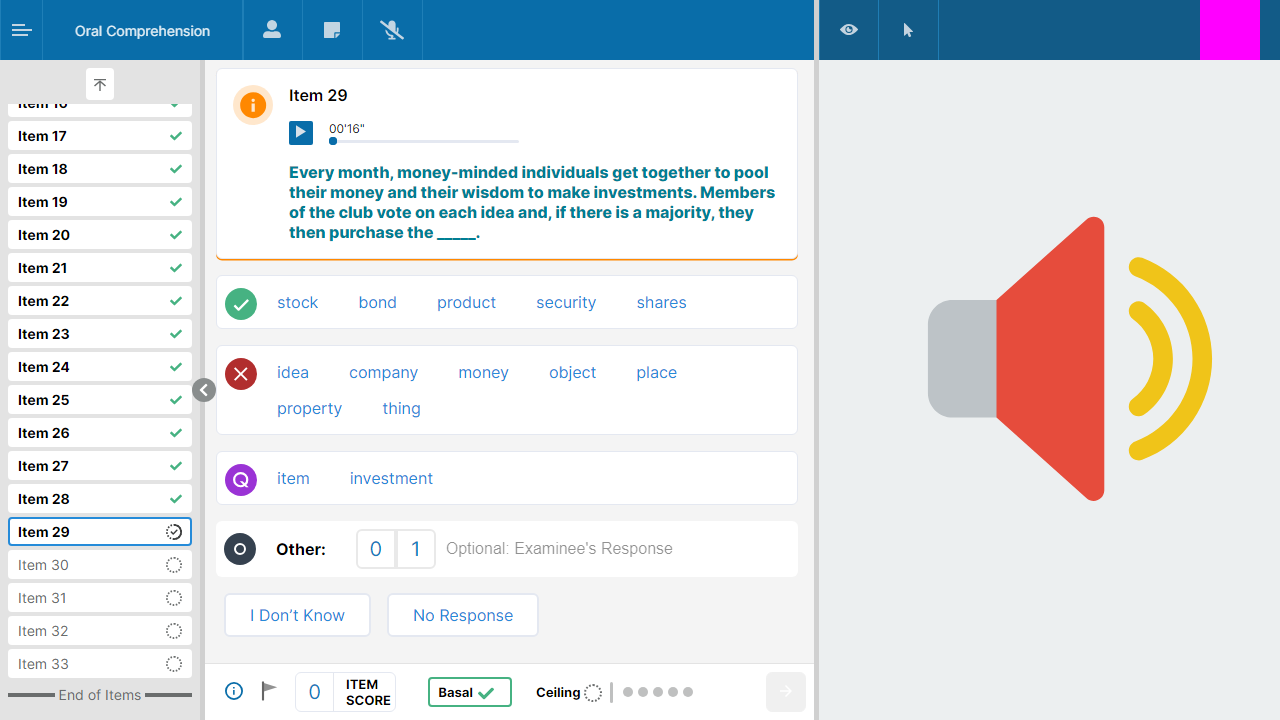 Oral Comprehension
Item 16
Item 17
Item 18
Item 19
Item 20
Item 21
Item 22
Item 23
Item 24
Item 25
Item 26
Item 27
Item 28
Item 29
Item 30
Item 31
Item 32
Item 33
End of Items
Item 29
00'16"
Every month, money-minded individuals get together to pool
their money and their wisdom to make investments. Members
of the club vote on each idea and, if there is a majority, they
then purchase the _____.
stock bond product security shares
idea company money object place
property thing
Q item investment
Other: 0 1 Optional: Examinee's Response
I Don't Know No Response
0 ITEM SCORE Basal Ceiling